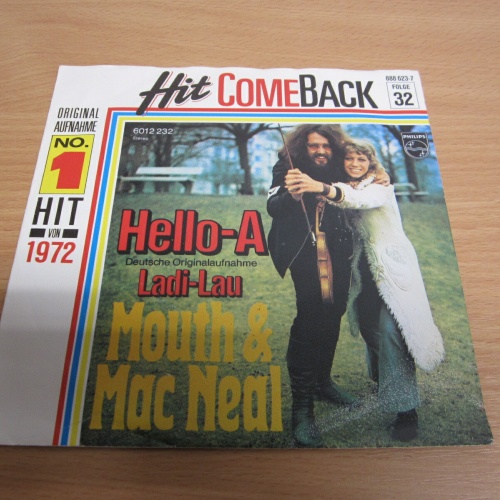 Hit COMEBACK
888 623-7
FOLGE
32
ORIGINAL
AUFNAHME
NO.
1
HIT
VON
1972
6012 232
PHILIPS
Hello-A
Deutsche Originalaufnahme
Ladi-Lau
Mouth &
Mac Neal